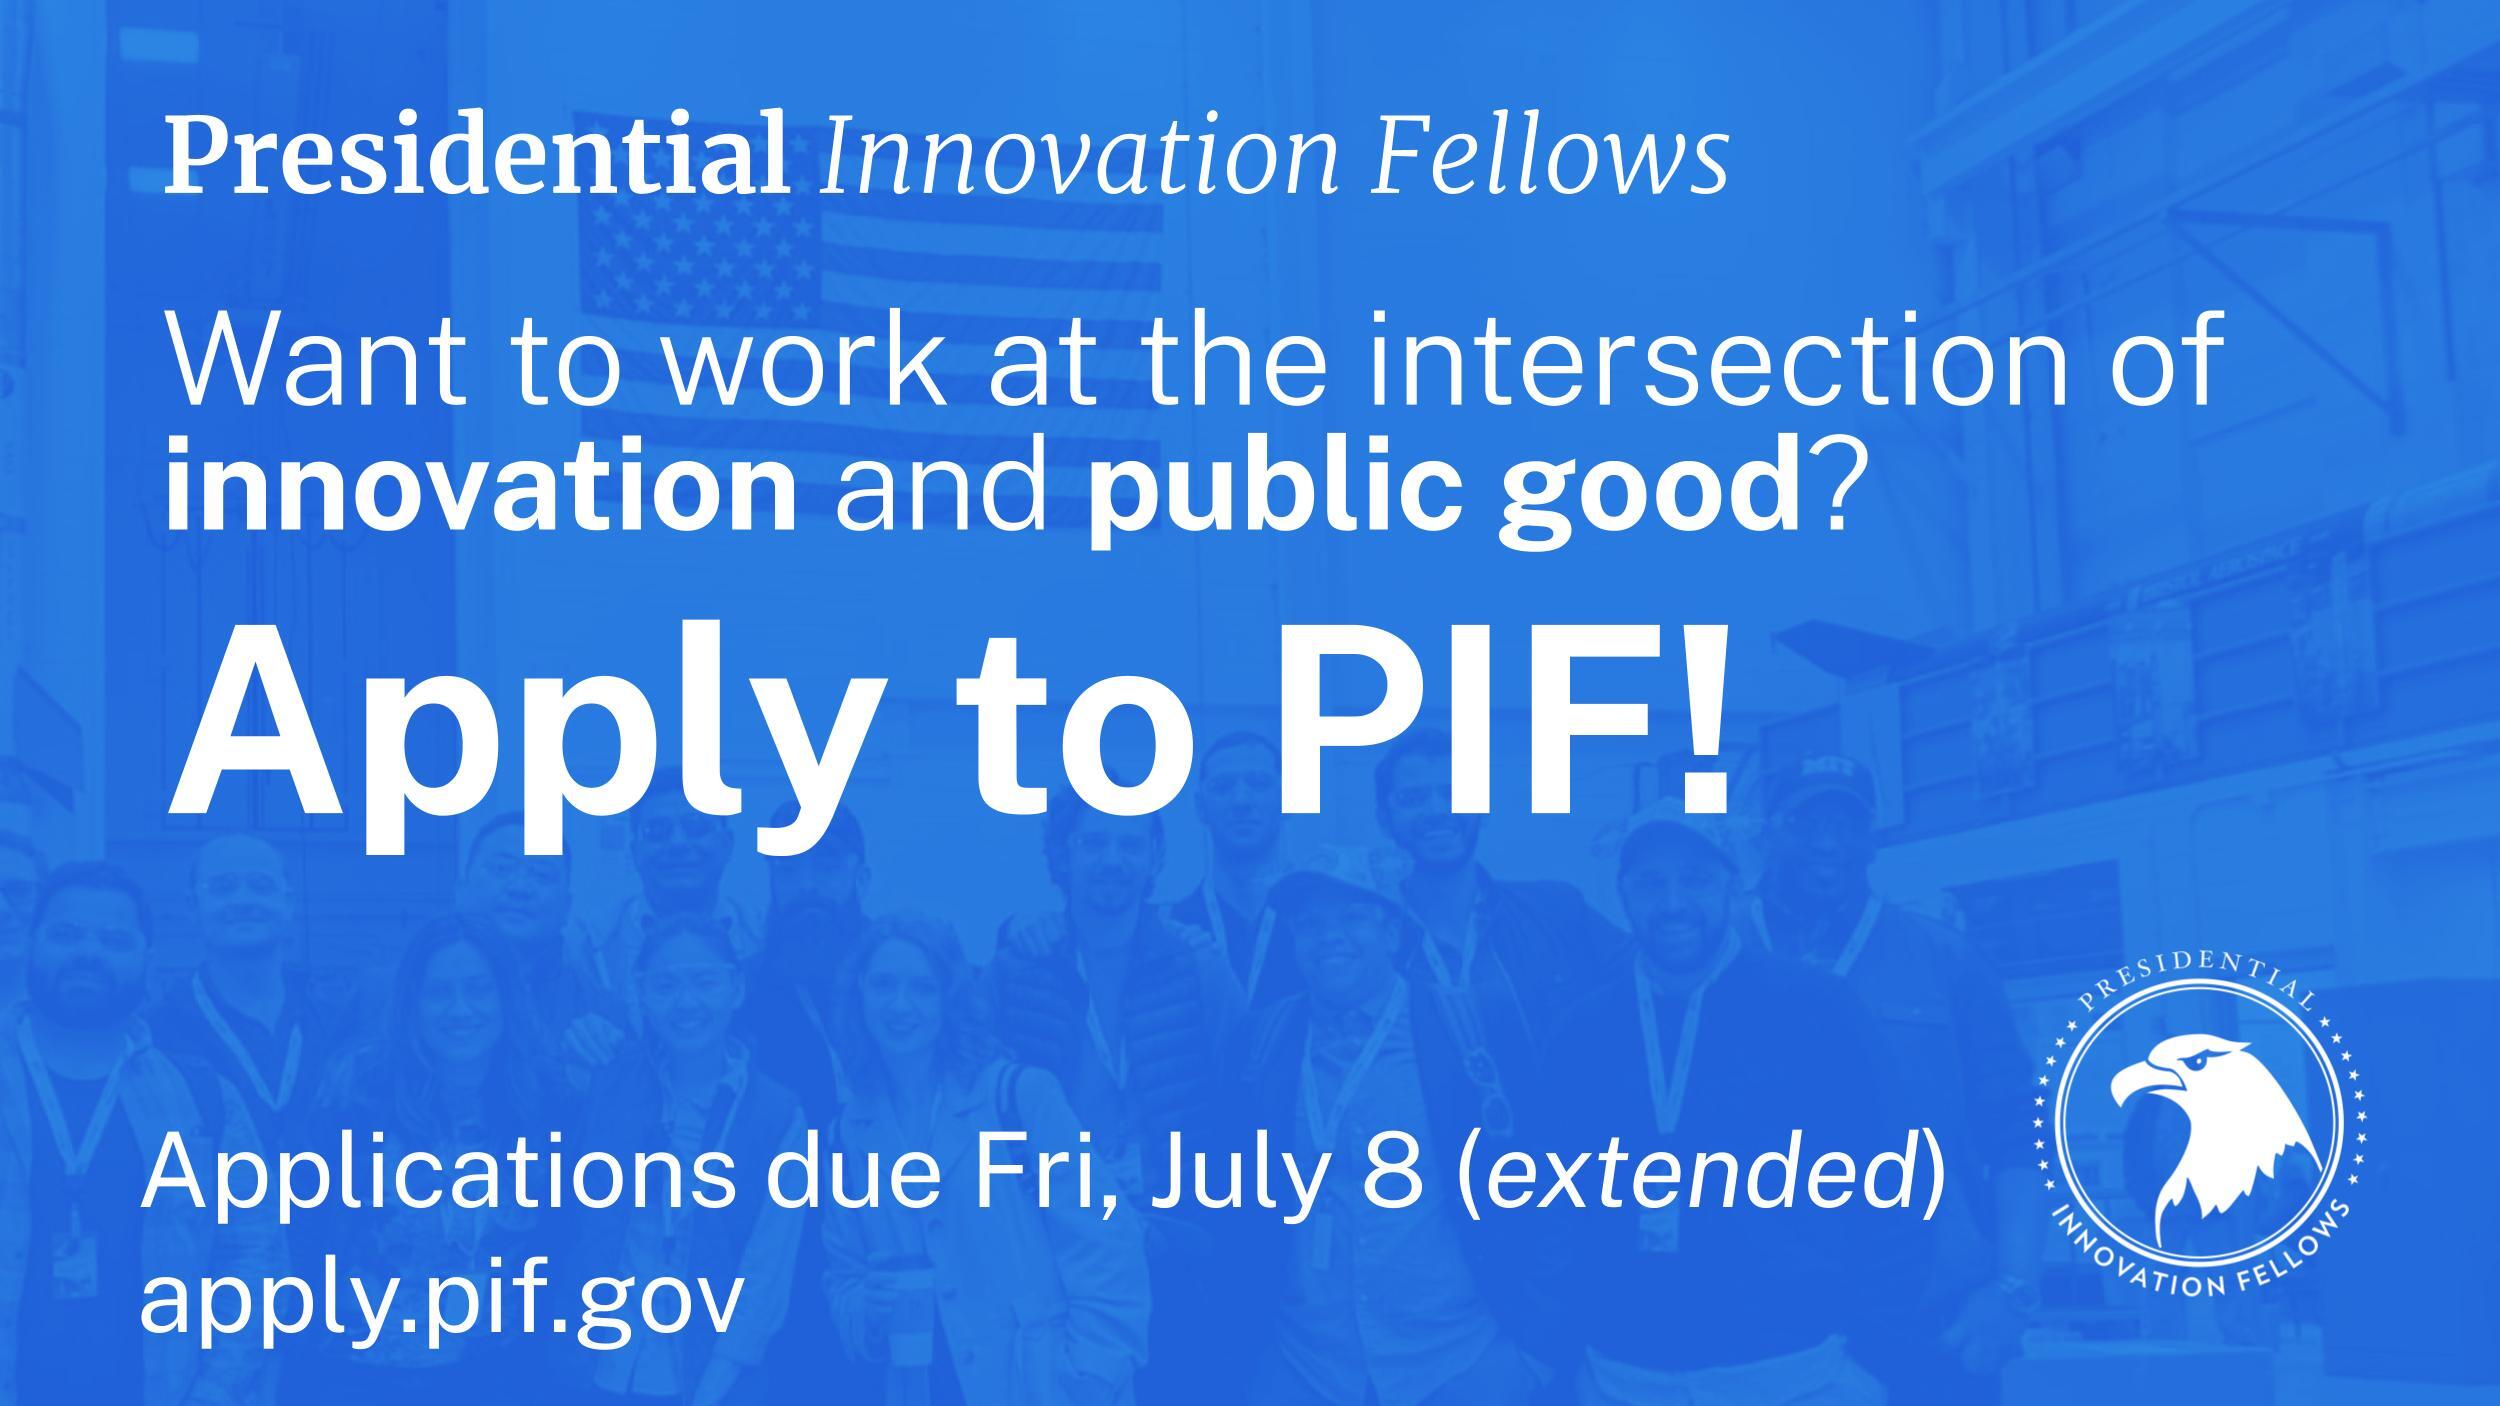 Presidential Innovation Fellows
Want to work at the intersection of
innovation and public good?
Apply to PIF!
Applications due Fri, July 8 (extended)
apply.pif.gov
PRESIDENTIAL
INNOVATION FELLOWS